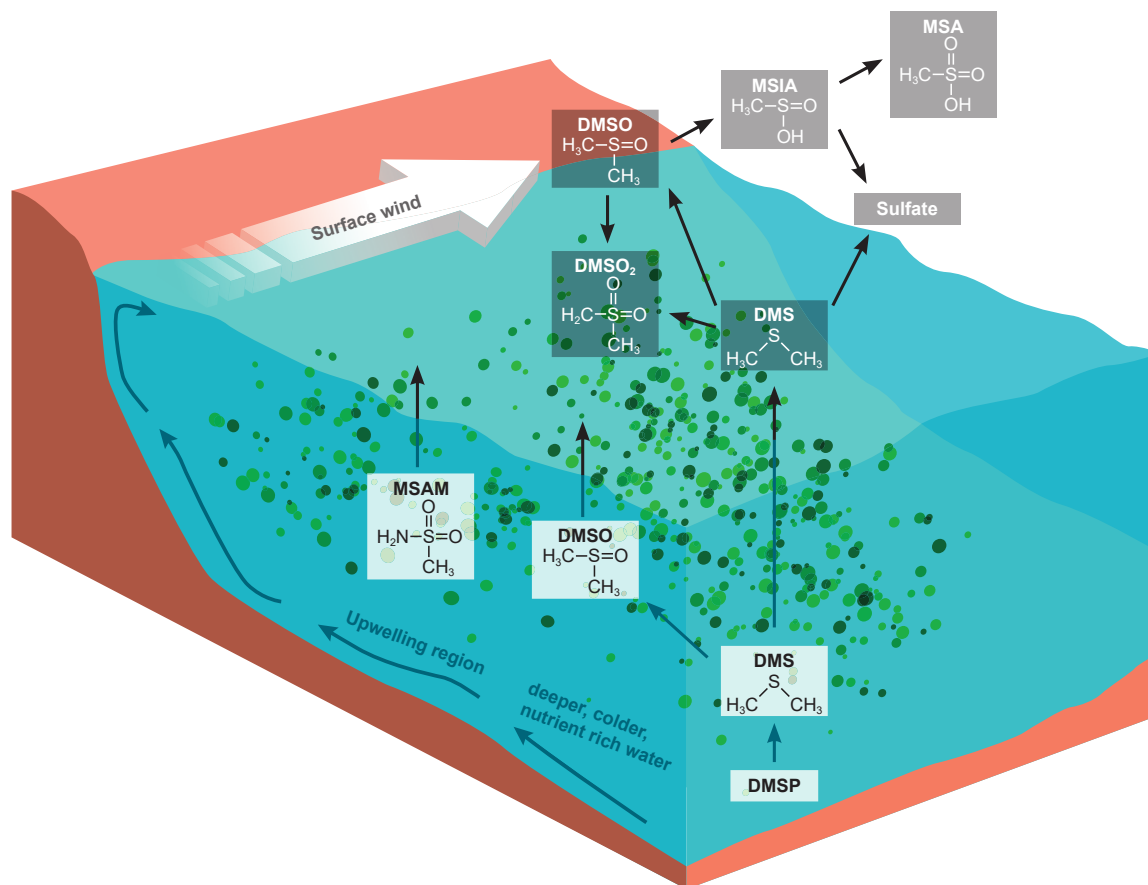 MSA
O
H₃C—S=O
OH
MSIA
H₃C—S=O
OH
DMSO
H₃C—S=O
CH₃
Sulfate
Surface wind
DMSO₂
O
H₂C—S=O
CH₃
DMS
S
H₃C CH₃
MSAM
O
H₂N—S=O
CH₃
DMSO
H₃C—S=O
CH₃
Upwelling region
deeper, colder,
nutrient rich water
DMS
S
H₃C CH₃
DMSP